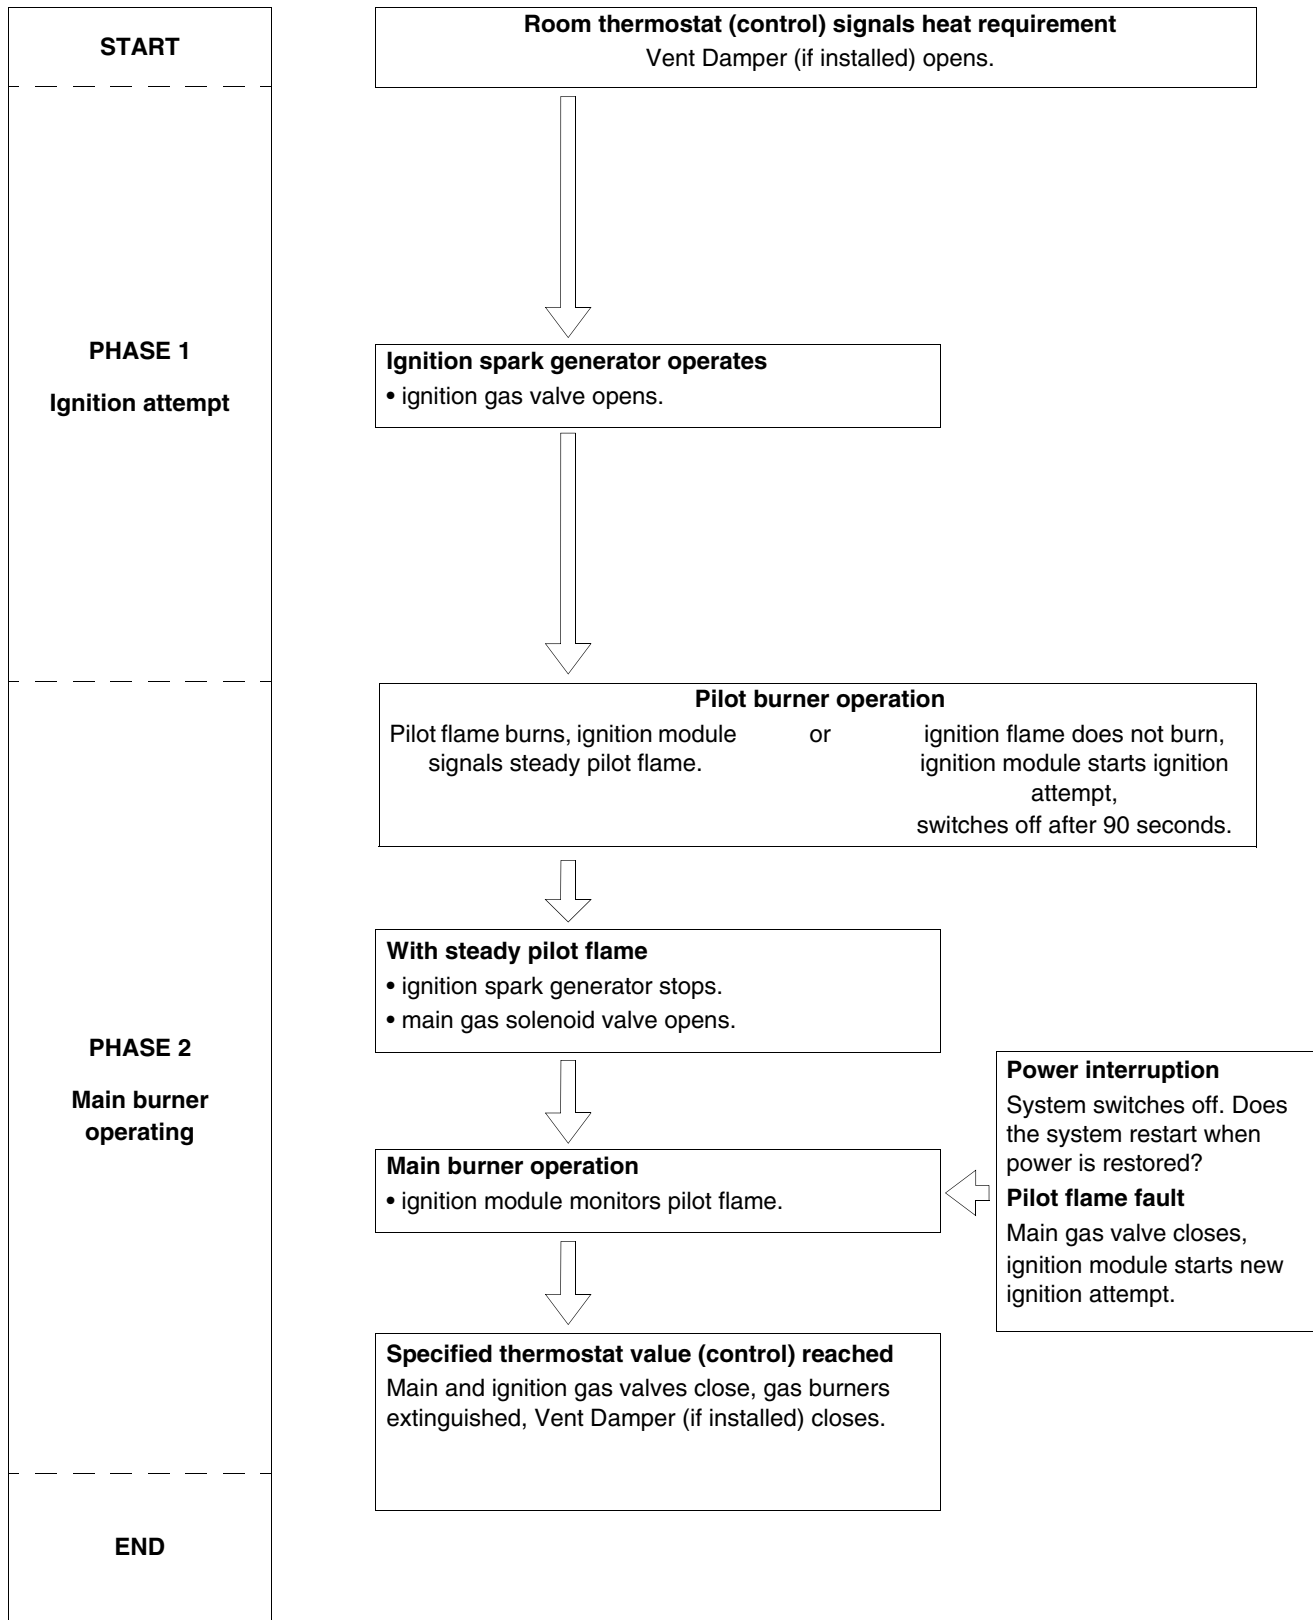 START
Room thermostat (control) signals heat requirement
Vent Damper (if installed) opens.
PHASE 1
Ignition attempt
Ignition spark generator operates
• ignition gas valve opens.
Pilot burner operation
Pilot flame burns, ignition module
signals steady pilot flame.
or
ignition flame does not burn,
ignition module starts ignition
attempt,
switches off after 90 seconds.
With steady pilot flame
• ignition spark generator stops.
• main gas solenoid valve opens.
PHASE 2
Main burner
operating
Power interruption
System switches off. Does
the system restart when
power is restored?
Pilot flame fault
Main gas valve closes,
ignition module starts new
ignition attempt.
Main burner operation
• ignition module monitors pilot flame.
Specified thermostat value (control) reached
Main and ignition gas valves close, gas burners
extinguished, Vent Damper (if installed) closes.
END